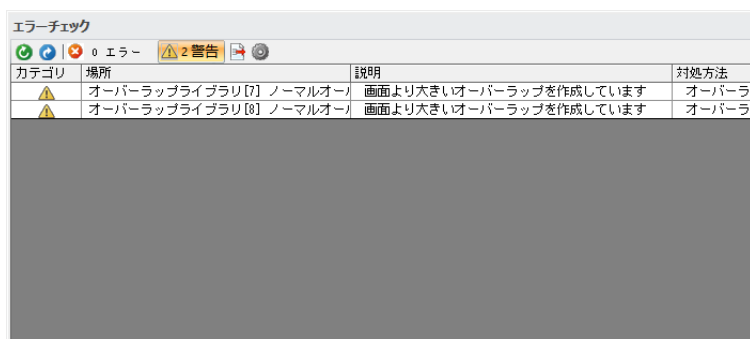 エラーチェック
0 エラー 2 警告
カテゴリ 場所 説明 対処方法
オーバーラップライブラリ[7] ノーマルオー 画面より大きいオーバーラップを作成しています オーバーラ
オーバーラップライブラリ[8] ノーマルオー 画面より大きいオーバーラップを作成しています オーバーラ